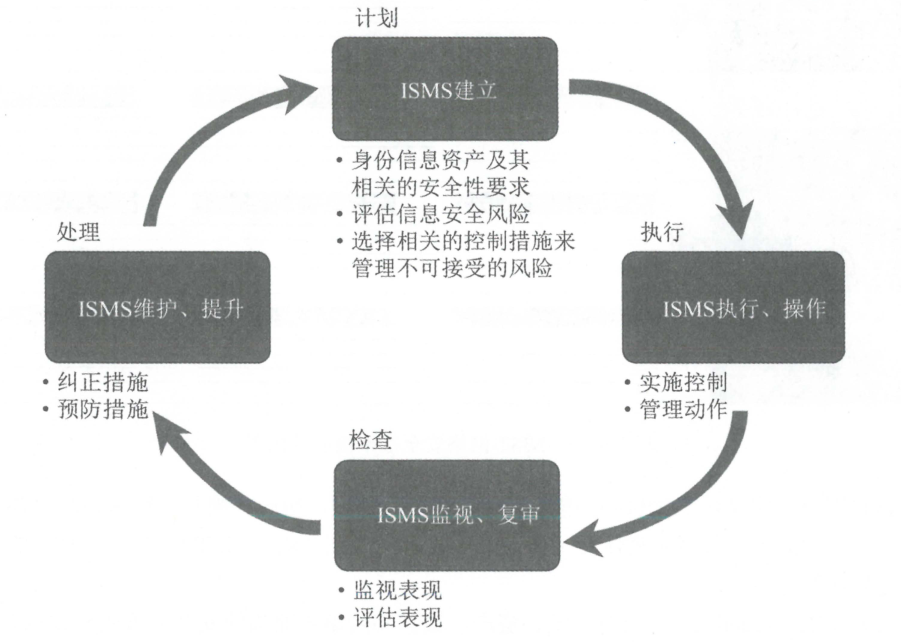 计划
ISMS建立
• 身份信息资产及其
相关的安全性要求
• 评估信息安全风险
• 选择相关的控制措施来
管理不可接受的风险
处理
ISMS维护、提升
• 纠正措施
• 预防措施
执行
ISMS执行、操作
• 实施控制
• 管理动作
检查
ISMS监视、复审
• 监视表现
• 评估表现